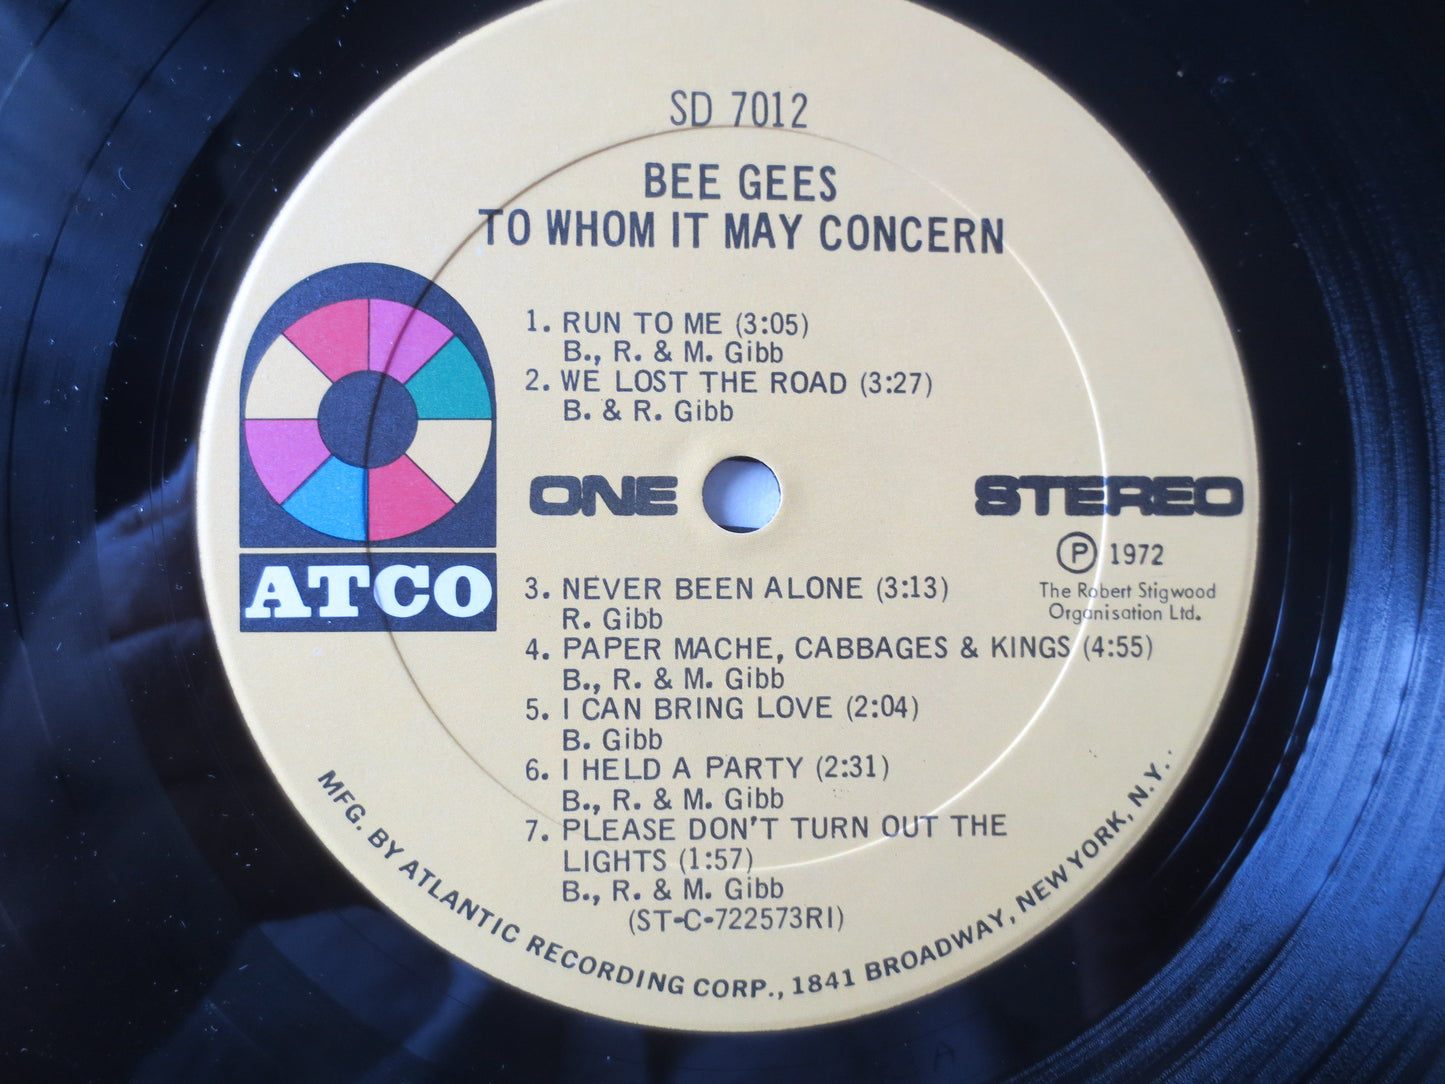 SD 7012
BEE GEES
TO WHOM IT MAY CONCERN
1. RUN TO ME (3:05)
B., R. & M. Gibb
2. WE LOST THE ROAD (3:27)
B. & R. Gibb
ONE
STEREO
Ⓟ 1972
The Robert Stigwood
Organisation Ltd.
ATCO
3. NEVER BEEN ALONE (3:13)
R. Gibb
4. PAPER MACHE, CABBAGES & KINGS (4:55)
B., R. & M. Gibb
5. I CAN BRING LOVE (2:04)
B. Gibb
6. I HELD A PARTY (2:31)
B., R. & M. Gibb
7. PLEASE DON'T TURN OUT THE
LIGHTS (1:57)
B., R. & M. Gibb
(ST-C-722573RI)
MFG. BY ATLANTIC RECORDING CORP., 1841 BROADWAY, NEW YORK, N.Y.